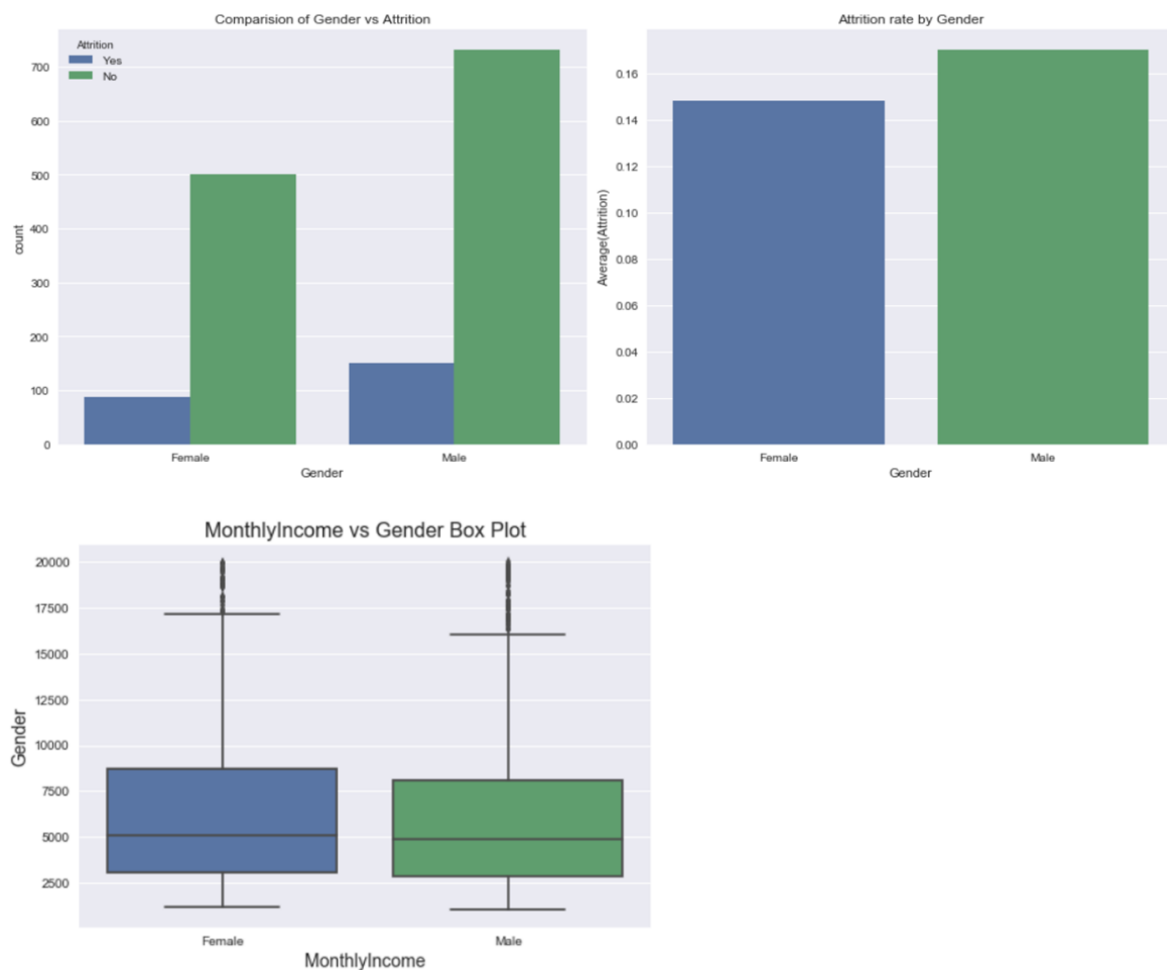 Comparision of Gender vs Attrition
Attrition
Yes
No
700
600
500
400
300
200
100
0
count
Female
Male
Gender
Attrition rate by Gender
0.16
0.14
0.12
0.10
0.08
0.06
0.04
0.02
0.00
Average(Attrition)
Female
Male
Gender
MonthlyIncome vs Gender Box Plot
20000
17500
15000
12500
10000
7500
5000
2500
Gender
Female
Male
MonthlyIncome